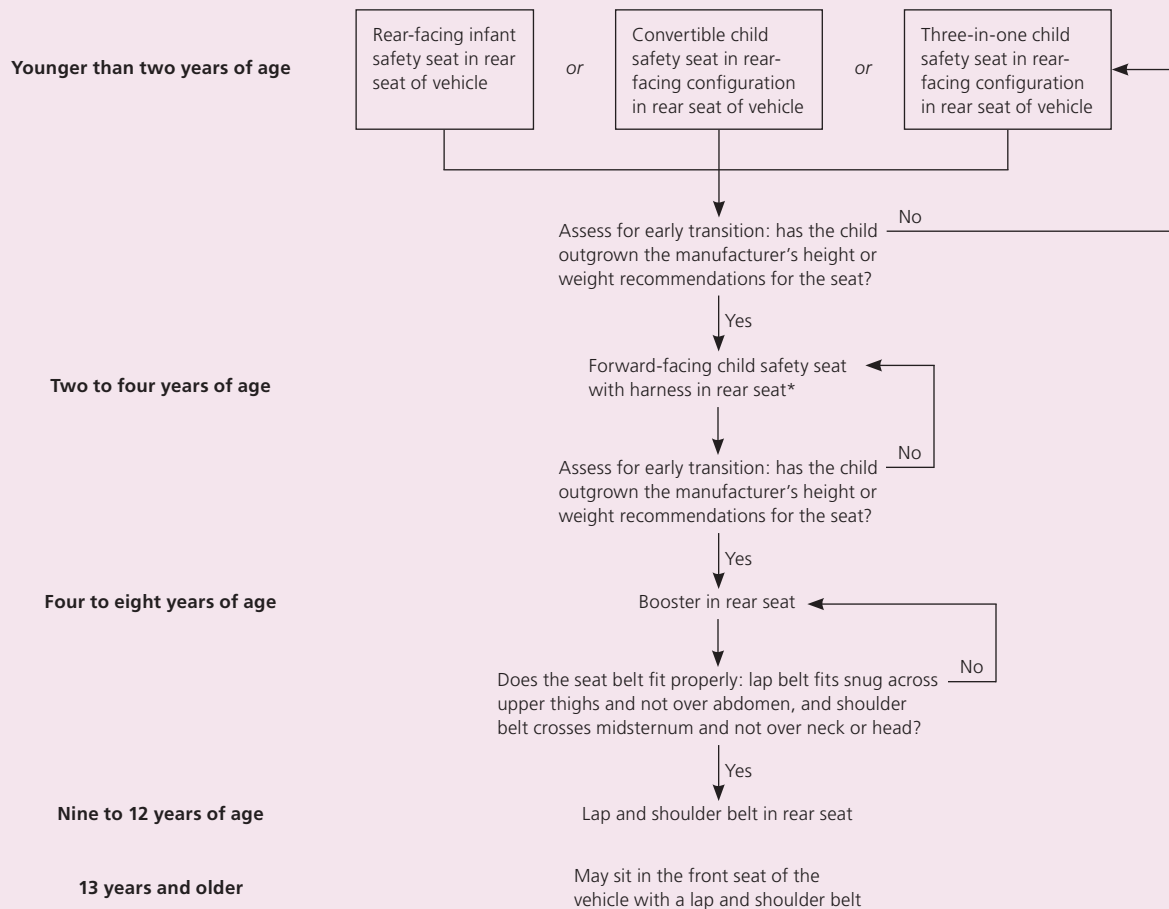 Younger than two years of age
Rear-facing infant
safety seat in rear
seat of vehicle
or
Convertible child
safety seat in rear-
facing configuration
in rear seat of vehicle
or
Three-in-one child
safety seat in rear-
facing configuration
in rear seat of vehicle
Assess for early transition: has the child
outgrown the manufacturer’s height or
weight recommendations for the seat?
No
Yes
Two to four years of age
Forward-facing child safety seat
with harness in rear seat*
Assess for early transition: has the child
outgrown the manufacturer’s height or
weight recommendations for the seat?
No
Yes
Four to eight years of age
Booster in rear seat
Does the seat belt fit properly: lap belt fits snug across
upper thighs and not over abdomen, and shoulder
belt crosses midsternum and not over neck or head?
No
Yes
Nine to 12 years of age
Lap and shoulder belt in rear seat
13 years and older
May sit in the front seat of the
vehicle with a lap and shoulder belt